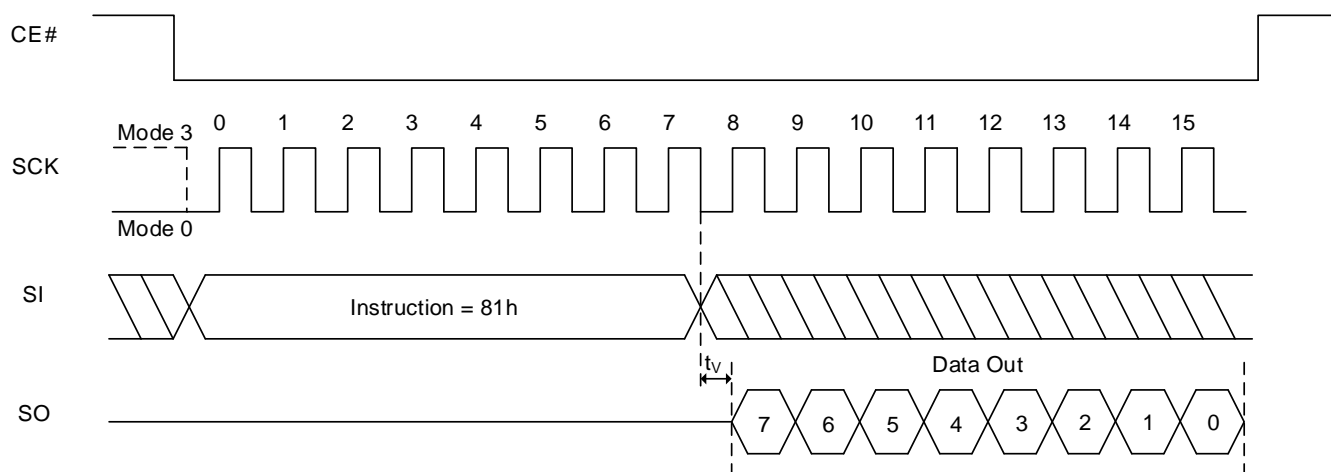 CE#
0 1 2 3 4 5 6 7 8 9 10 11 12 13 14 15
Mode 3
SCK
Mode 0
SI
Instruction = 81h
tV
Data Out
SO
7 6 5 4 3 2 1 0